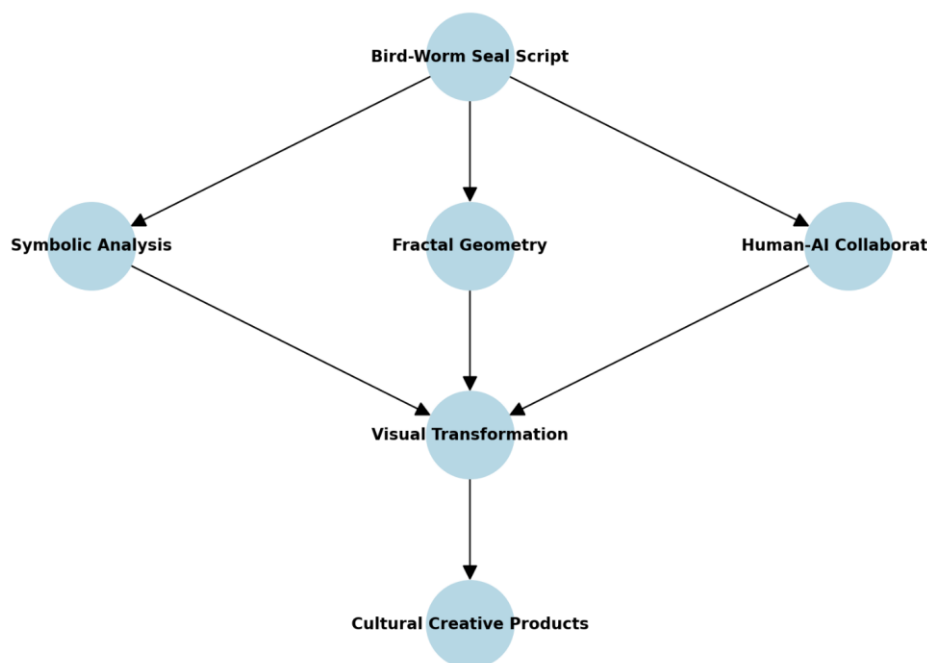 Bird-Worm Seal Script
Symbolic Analysis
Fractal Geometry
Human-AI Collaborat
Visual Transformation
Cultural Creative Products